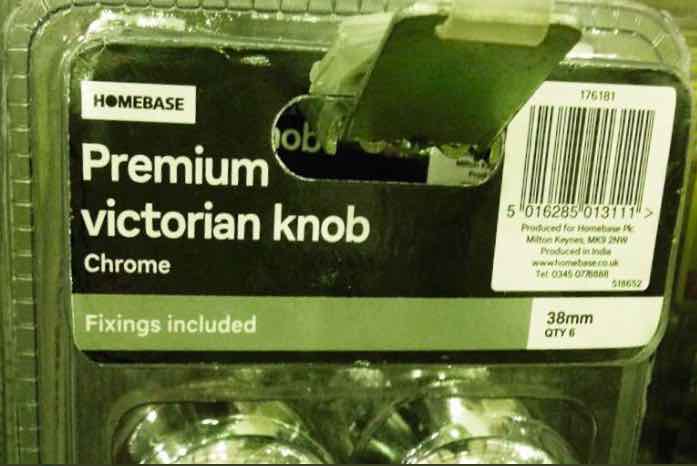 HOMEBASE
nob
Premium
victorian knob
Chrome
Fixings included
38mm
QTY 6
176181
5 016285 013111 >
Produced for Homebase Plc.
Milton Keynes, MK9 2NW
Produced in India
www.homebase.co.uk
Tel: 0345 0778888
518652